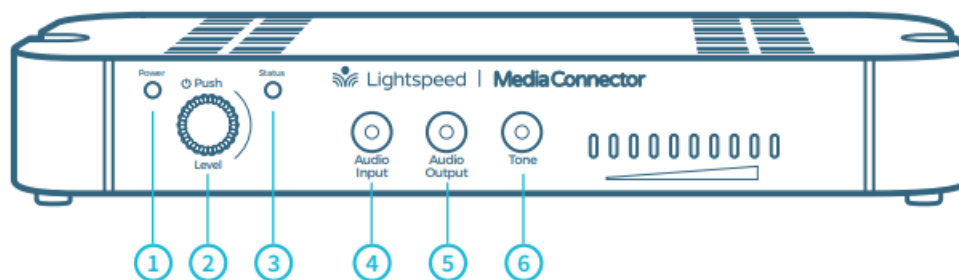 Power
Status
⏻ Push
Lightspeed | MediaConnector
Level
Audio
Input
Audio
Output
Tone
1
2
3
4
5
6